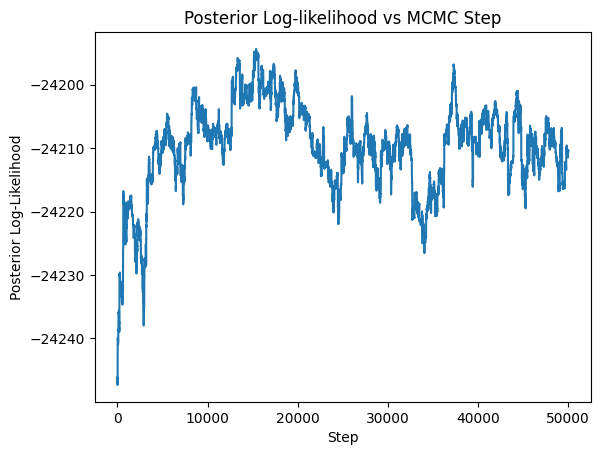 Posterior Log-likelihood vs MCMC Step
Posterior Log-Likelihood
−24200
−24210
−24220
−24230
−24240
0 10000 20000 30000 40000 50000
Step